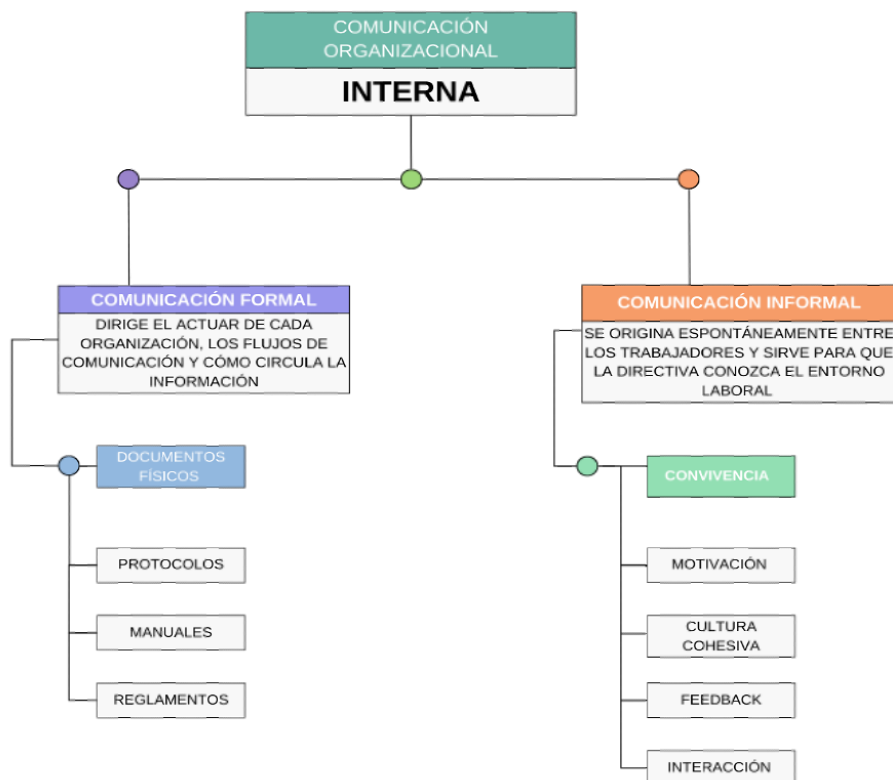 COMUNICACIÓN
ORGANIZACIONAL
INTERNA
COMUNICACIÓN FORMAL
DIRIGE EL ACTUAR DE CADA
ORGANIZACIÓN, LOS FLUJOS DE
COMUNICACIÓN Y CÓMO CIRCULA LA
INFORMACIÓN
DOCUMENTOS
FÍSICOS
PROTOCOLOS
MANUALES
REGLAMENTOS
COMUNICACIÓN INFORMAL
SE ORIGINA ESPONTÁNEAMENTE ENTRE
LOS TRABAJADORES Y SIRVE PARA QUE
LA DIRECTIVA CONOZCA EL ENTORNO
LABORAL
CONVIVENCIA
MOTIVACIÓN
CULTURA
COHESIVA
FEEDBACK
INTERACCIÓN